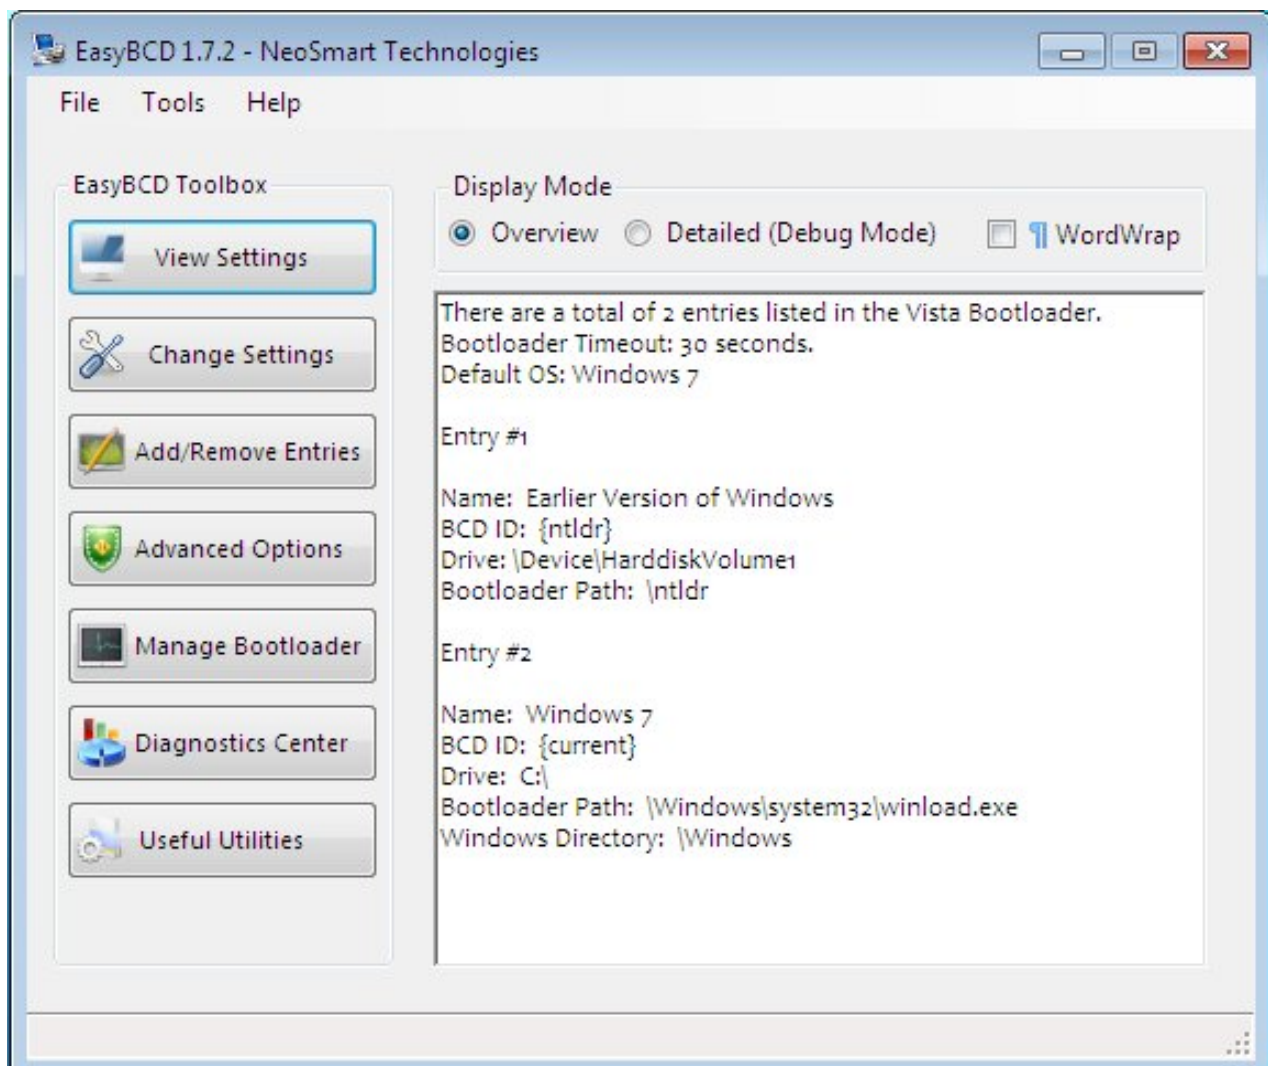 EasyBCD 1.7.2 - NeoSmart Technologies
File Tools Help
EasyBCD Toolbox
View Settings
Change Settings
Add/Remove Entries
Advanced Options
Manage Bootloader
Diagnostics Center
Useful Utilities
Display Mode
Overview Detailed (Debug Mode) ¶ WordWrap
There are a total of 2 entries listed in the Vista Bootloader.
Bootloader Timeout: 30 seconds.
Default OS: Windows 7
Entry #1
Name: Earlier Version of Windows
BCD ID: {ntldr}
Drive: \Device\HarddiskVolume1
Bootloader Path: \ntldr
Entry #2
Name: Windows 7
BCD ID: {current}
Drive: C:\
Bootloader Path: \Windows\system32\winload.exe
Windows Directory: \Windows